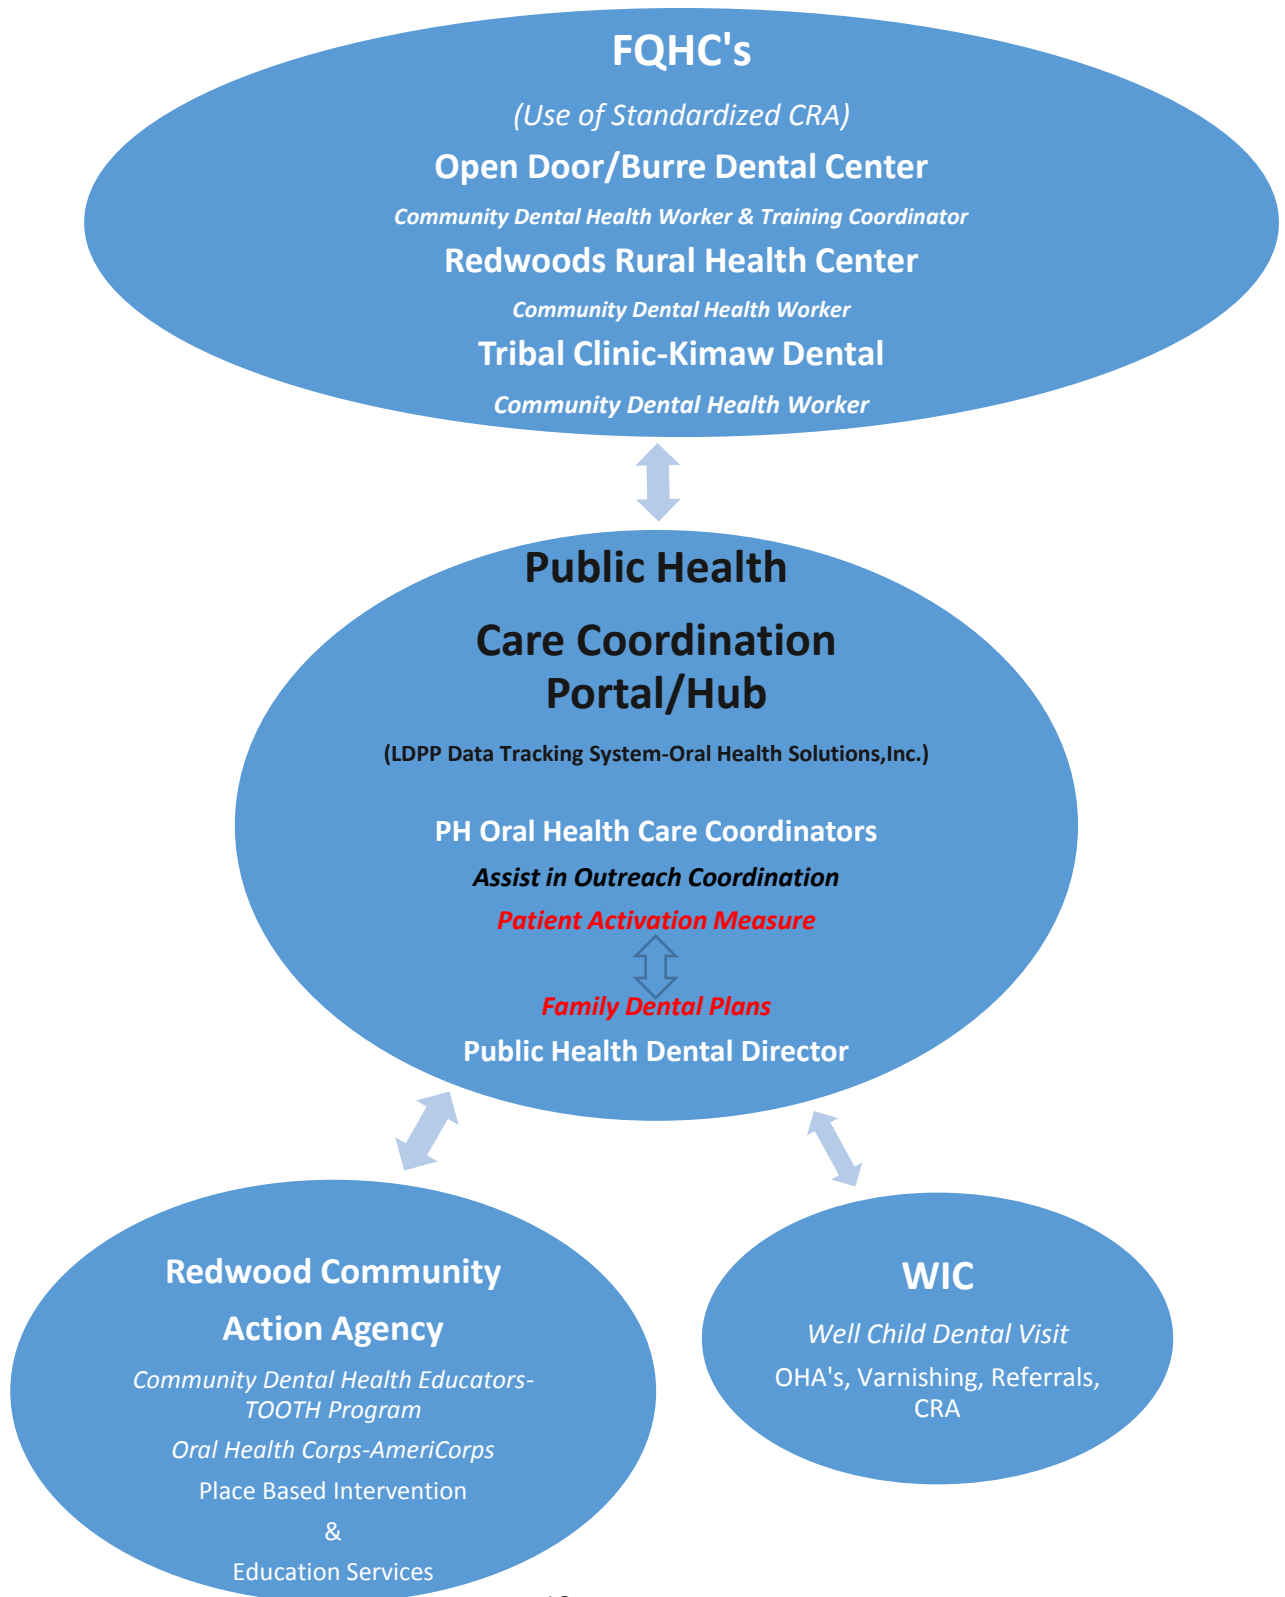 FQHC's
(Use of Standardized CRA)
Open Door/Burre Dental Center
Community Dental Health Worker & Training Coordinator
Redwoods Rural Health Center
Community Dental Health Worker
Tribal Clinic-Kimaw Dental
Community Dental Health Worker
Public Health
Care Coordination
Portal/Hub
(LDPP Data Tracking System-Oral Health Solutions,Inc.)
PH Oral Health Care Coordinators
Assist in Outreach Coordination
Patient Activation Measure
Family Dental Plans
Public Health Dental Director
Redwood Community
Action Agency
Community Dental Health Educators-
TOOTH Program
Oral Health Corps-AmeriCorps
Place Based Intervention
&
Education Services
WIC
Well Child Dental Visit
OHA's, Varnishing, Referrals,
CRA